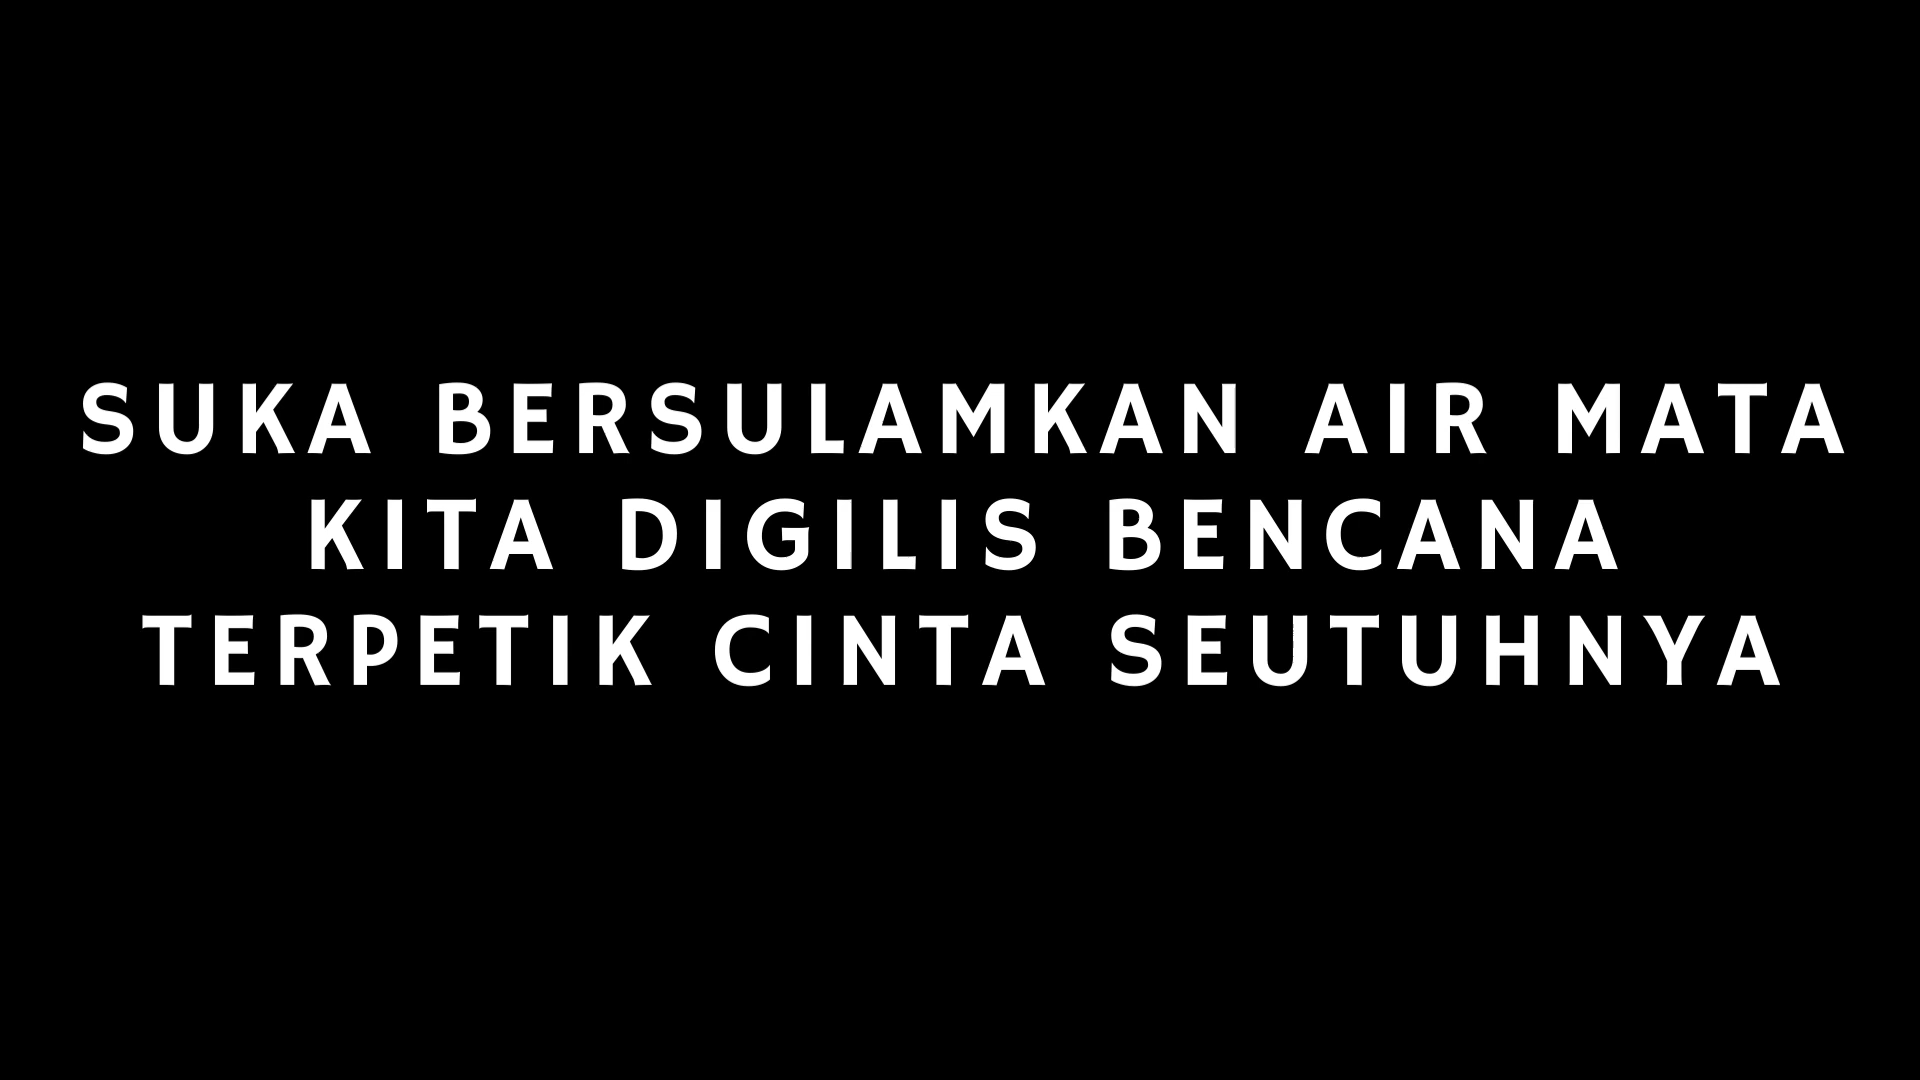 SUKA BERSULAMKAN AIR MATA
KITA DIGILIS BENCANA
TERPETIK CINTA SEUTUHNYA